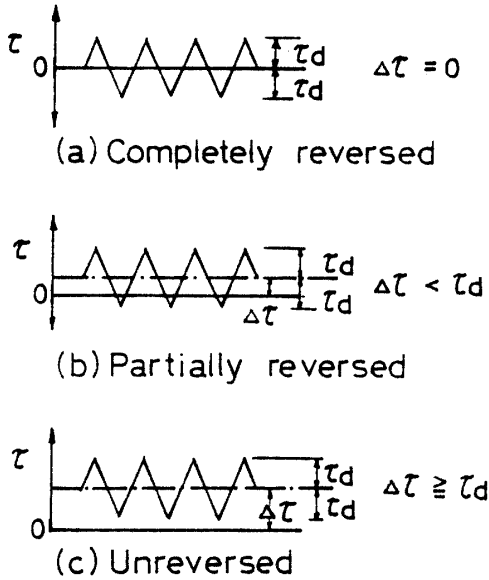 τ
τd
0
τd
Δτ = 0
(a) Completely reversed
τ
τd
0
τd
Δτ
Δτ < τd
(b) Partially reversed
τ
τd
Δτ
τd
Δτ ≧ τd
0
(c) Unreversed